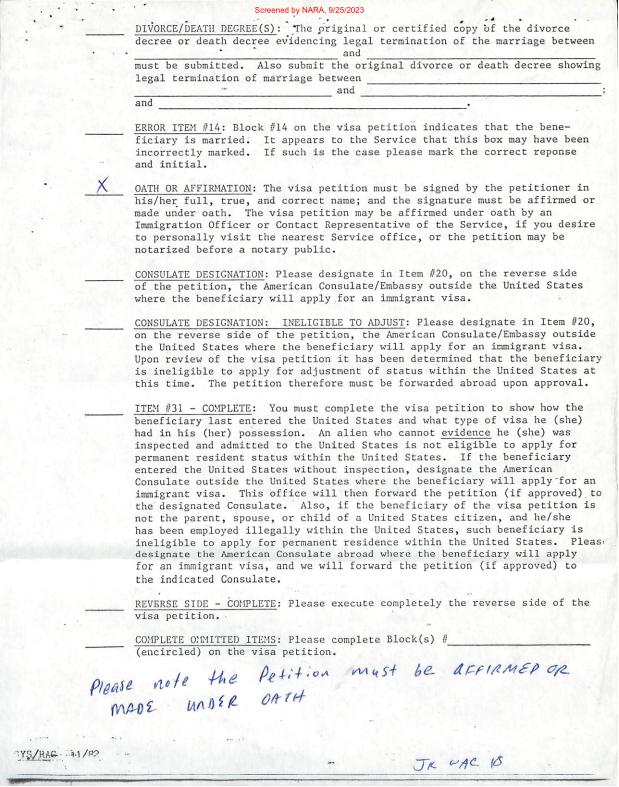 Screened by NARA, 9/25/2023
DIVORCE/DEATH DEGREE(S): The original or certified copy of the divorce
decree or death decree evidencing legal termination of the marriage between
and
must be submitted. Also submit the original divorce or death decree showing
legal termination of marriage between
and ;
and .
ERROR ITEM #14: Block #14 on the visa petition indicates that the bene-
ficiary is married. It appears to the Service that this box may have been
incorrectly marked. If such is the case please mark the correct reponse
and initial.
X OATH OR AFFIRMATION: The visa petition must be signed by the petitioner in
his/her full, true, and correct name; and the signature must be affirmed or
made under oath. The visa petition may be affirmed under oath by an
Immigration Officer or Contact Representative of the Service, if you desire
to personally visit the nearest Service office, or the petition may be
notarized before a notary public.
CONSULATE DESIGNATION: Please designate in Item #20, on the reverse side
of the petition, the American Consulate/Embassy outside the United States
where the beneficiary will apply for an immigrant visa.
CONSULATE DESIGNATION: INELIGIBLE TO ADJUST: Please designate in Item #20,
on the reverse side of the petition, the American Consulate/Embassy outside
the United States where the beneficiary will apply for an immigrant visa.
Upon review of the visa petition it has been determined that the beneficiary
is ineligible to apply for adjustment of status within the United States at
this time. The petition therefore must be forwarded abroad upon approval.
ITEM #31 - COMPLETE: You must complete the visa petition to show how the
beneficiary last entered the United States and what type of visa he (she)
had in his (her) possession. An alien who cannot evidence he (she) was
inspected and admitted to the United States is not eligible to apply for
permanent resident status within the United States. If the beneficiary
entered the United States without inspection, designate the American
Consulate outside the United States where the beneficiary will apply for an
immigrant visa. This office will then forward the petition (if approved) to
the designated Consulate. Also, if the beneficiary of the visa petition is
not the parent, spouse, or child of a United States citizen, and he/she
has been employed illegally within the United States, such beneficiary is
ineligible to apply for permanent residence within the United States. Please
designate the American Consulate abroad where the beneficiary will apply
for an immigrant visa, and we will forward the petition (if approved) to
the indicated Consulate.
REVERSE SIDE - COMPLETE: Please execute completely the reverse side of the
visa petition.
COMPLETE OMMITTED ITEMS: Please complete Block(s) #
(encircled) on the visa petition.
Please note the Petition must be AFFIRMED OR
MADE UNDER OATH
11/82